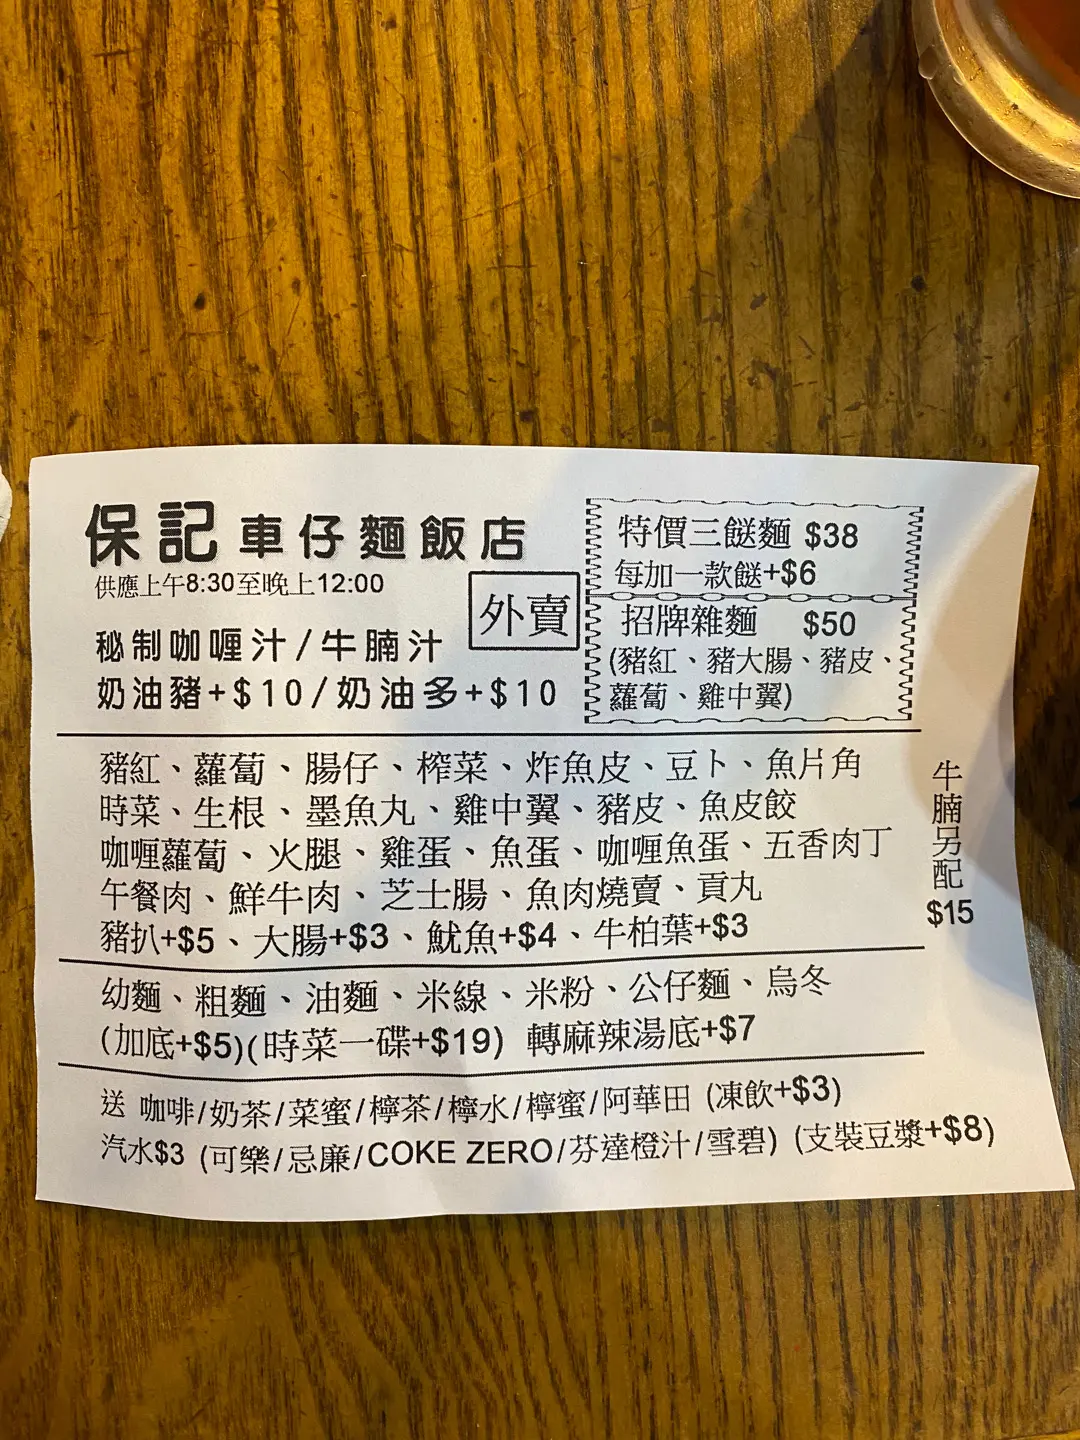 保記車仔麵飯店
供應上午8:30至晚上12:00
外賣
秘制咖喱汁/牛腩汁
奶油豬+$10/奶油多+$10
特價三餸麵 $38
每加一款餸+$6
招牌雜麵 $50
(豬紅、豬大腸、豬皮、
蘿蔔、雞中翼)
豬紅、蘿蔔、腸仔、榨菜、炸魚皮、豆卜、魚片角
時菜、生根、墨魚丸、雞中翼、豬皮、魚皮餃
咖喱蘿蔔、火腿、雞蛋、魚蛋、咖喱魚蛋、五香肉丁
午餐肉、鮮牛肉、芝士腸、魚肉燒賣、貢丸
豬扒+$5、大腸+$3、魷魚+$4、牛柏葉+$3
牛腩另配$15
幼麵、粗麵、油麵、米線、米粉、公仔麵、烏冬
(加底+$5)(時菜一碟+$19) 轉麻辣湯底+$7
送 咖啡/奶茶/菜蜜/檸茶/檸水/檸蜜/阿華田 (凍飲+$3)
汽水$3 (可樂/忌廉/COKE ZERO/芬達橙汁/雪碧) (支裝豆漿+$8)